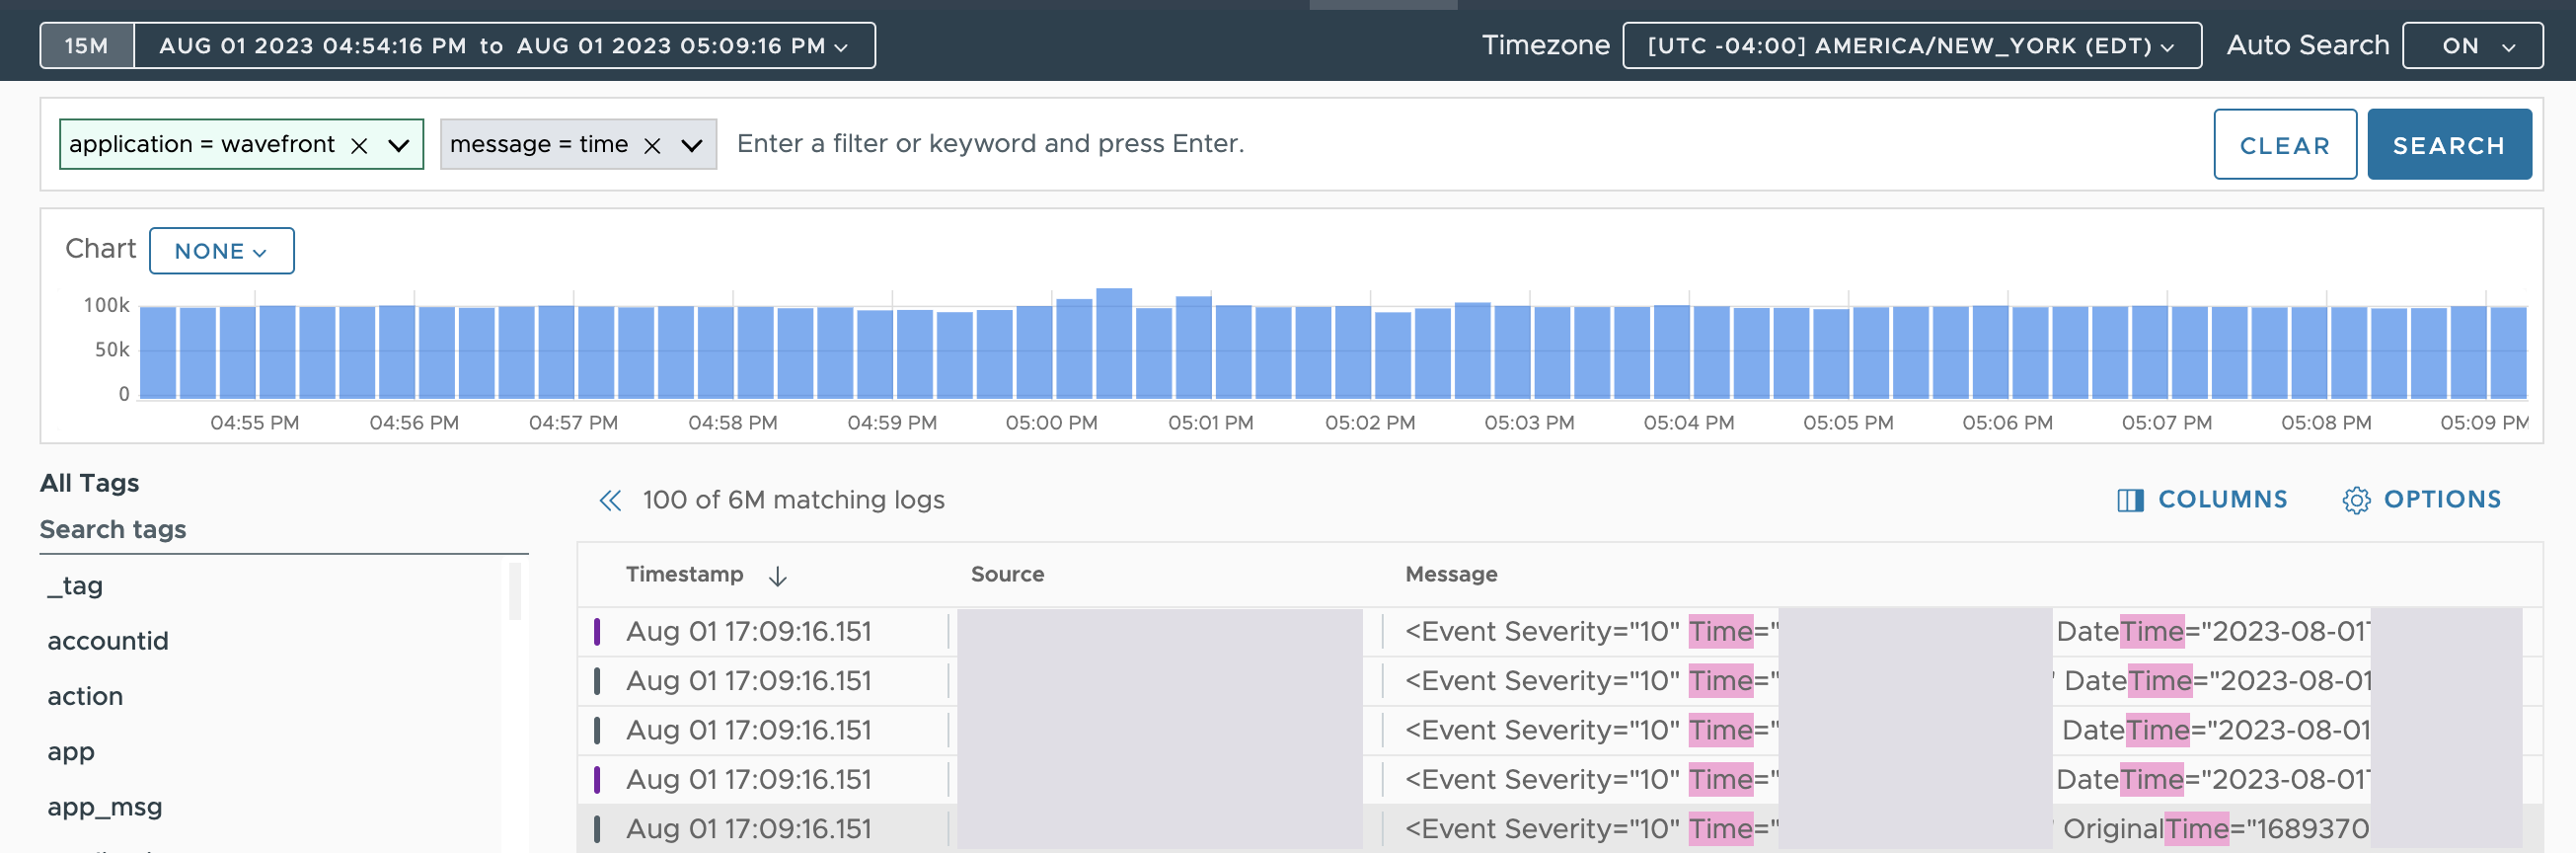 15M AUG 01 2023 04:54:16 PM to AUG 01 2023 05:09:16 PM Timezone [UTC -04:00] AMERICA/NEW_YORK (EDT) Auto Search ON
application = wavefront message = time Enter a filter or keyword and press Enter. CLEAR SEARCH
Chart NONE
100k
50k
0
04:55 PM 04:56 PM 04:57 PM 04:58 PM 04:59 PM 05:00 PM 05:01 PM 05:02 PM 05:03 PM 05:04 PM 05:05 PM 05:06 PM 05:07 PM 05:08 PM 05:09 PM
All Tags
Search tags
_tag
accountid
action
app
app_msg
100 of 6M matching logs COLUMNS OPTIONS
Timestamp Source Message
Aug 01 17:09:16.151 <Event Severity="10" Time=" DateTime="2023-08-01T
Aug 01 17:09:16.151 <Event Severity="10" Time=" ' DateTime="2023-08-01
Aug 01 17:09:16.151 <Event Severity="10" Time=" DateTime="2023-08-01
Aug 01 17:09:16.151 <Event Severity="10" Time=" DateTime="2023-08-01T
Aug 01 17:09:16.151 <Event Severity="10" Time=" ' OriginalTime="1689370